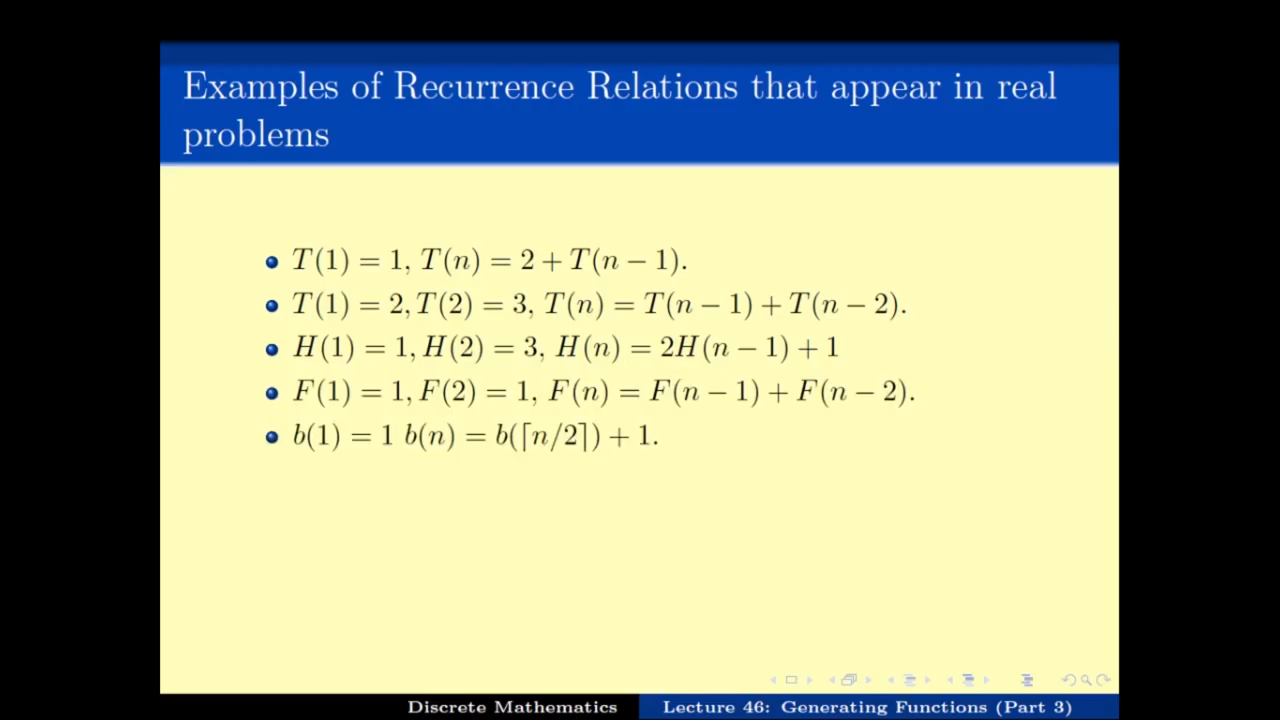 Examples of Recurrence Relations that appear in real
problems
T(1) = 1, T(n) = 2 + T(n − 1).
T(1) = 2, T(2) = 3, T(n) = T(n − 1) + T(n − 2).
H(1) = 1, H(2) = 3, H(n) = 2H(n − 1) + 1
F(1) = 1, F(2) = 1, F(n) = F(n − 1) + F(n − 2).
b(1) = 1 b(n) = b(⌈n/2⌉) + 1.
Discrete Mathematics Lecture 46: Generating Functions (Part 3)